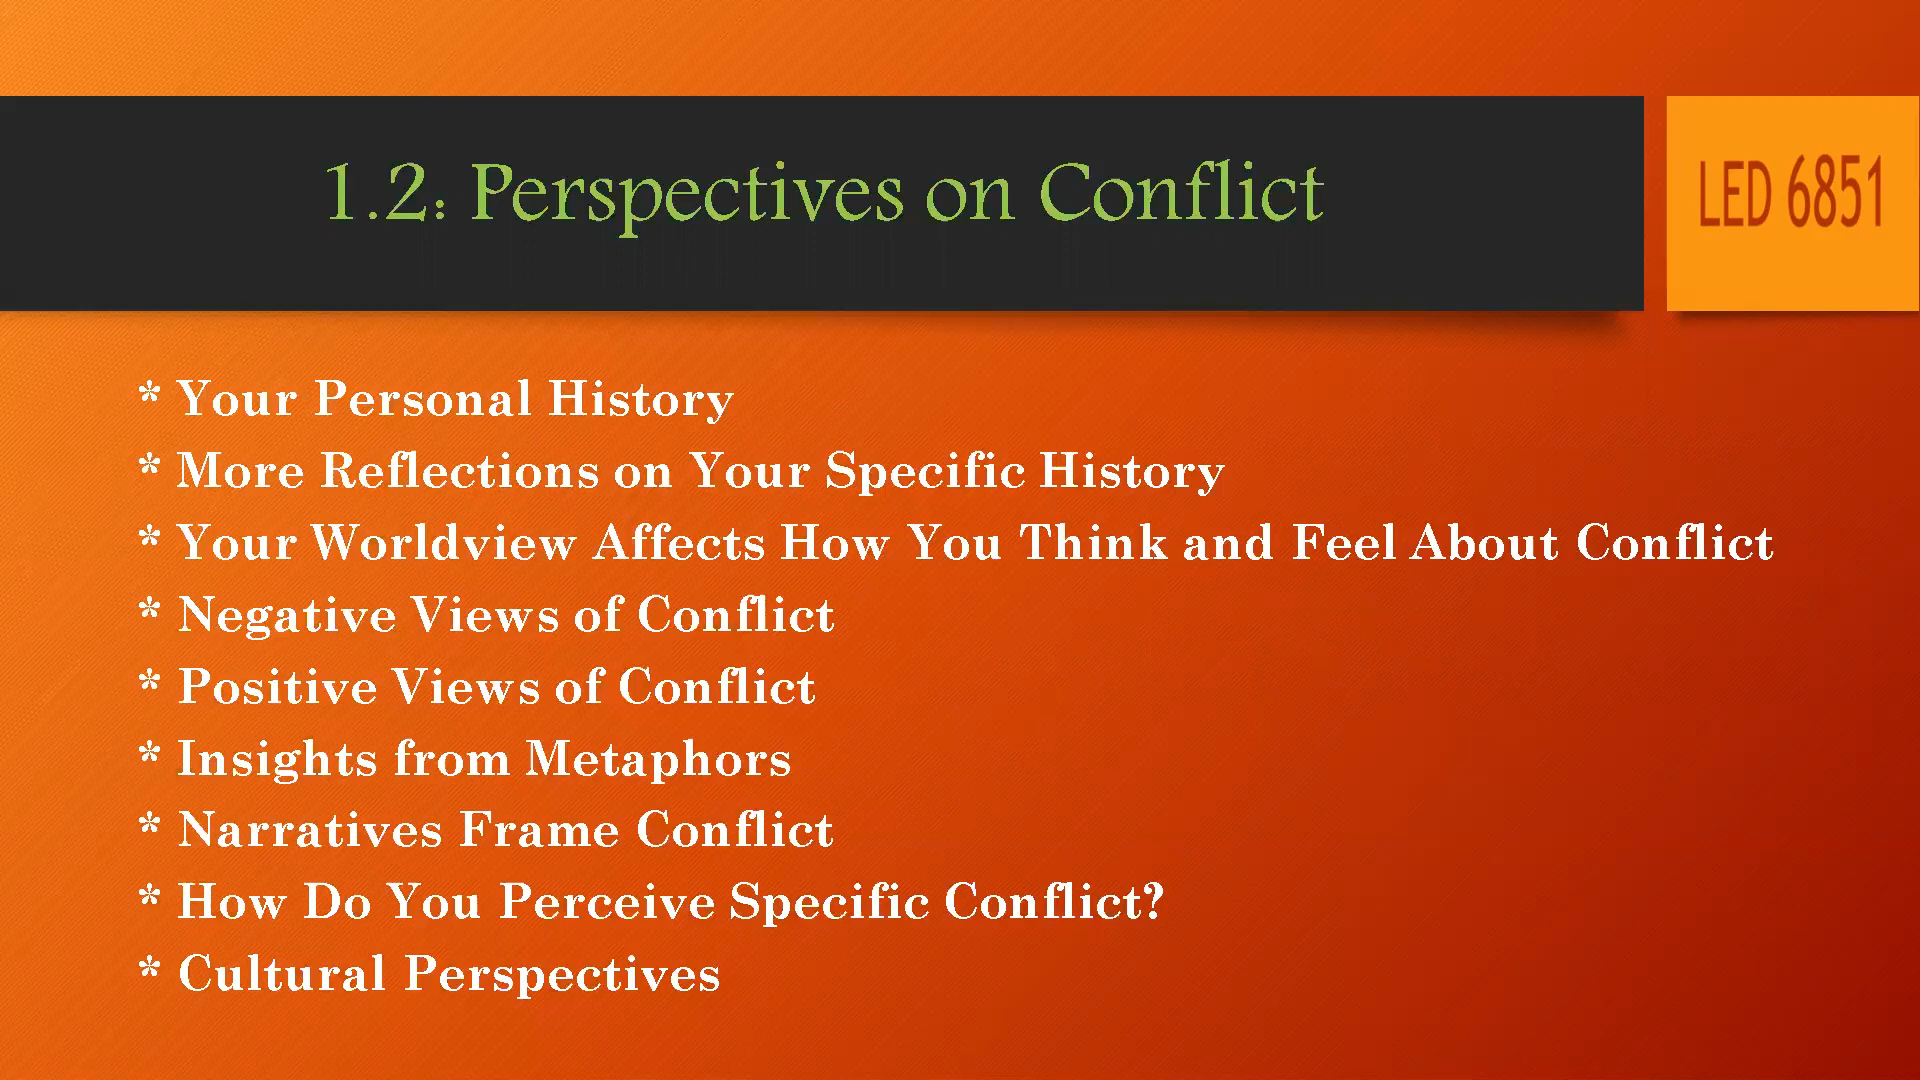 1.2: Perspectives on Conflict
LED 6851
* Your Personal History
* More Reflections on Your Specific History
* Your Worldview Affects How You Think and Feel About Conflict
* Negative Views of Conflict
* Positive Views of Conflict
* Insights from Metaphors
* Narratives Frame Conflict
* How Do You Perceive Specific Conflict?
* Cultural Perspectives